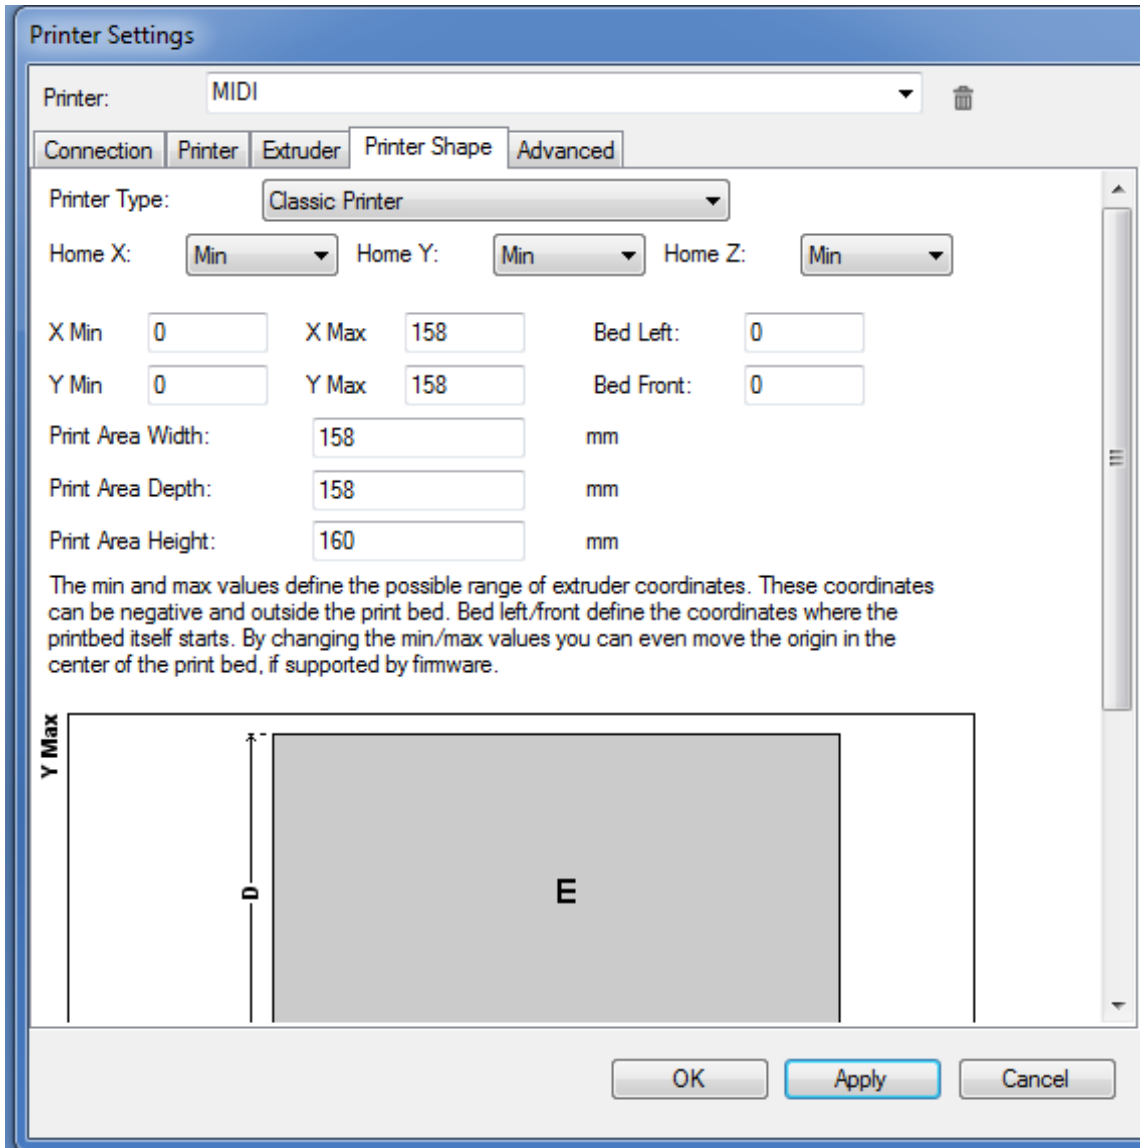 Printer Settings
Printer: MIDI
Connection Printer Extruder Printer Shape Advanced
Printer Type: Classic Printer
Home X: Min Home Y: Min Home Z: Min
X Min 0 X Max 158 Bed Left: 0
Y Min 0 Y Max 158 Bed Front: 0
Print Area Width: 158 mm
Print Area Depth: 158 mm
Print Area Height: 160 mm
The min and max values define the possible range of extruder coordinates. These coordinates
can be negative and outside the print bed. Bed left/front define the coordinates where the
printbed itself starts. By changing the min/max values you can even move the origin in the
center of the print bed, if supported by firmware.
Y Max
D
E
OK Apply Cancel